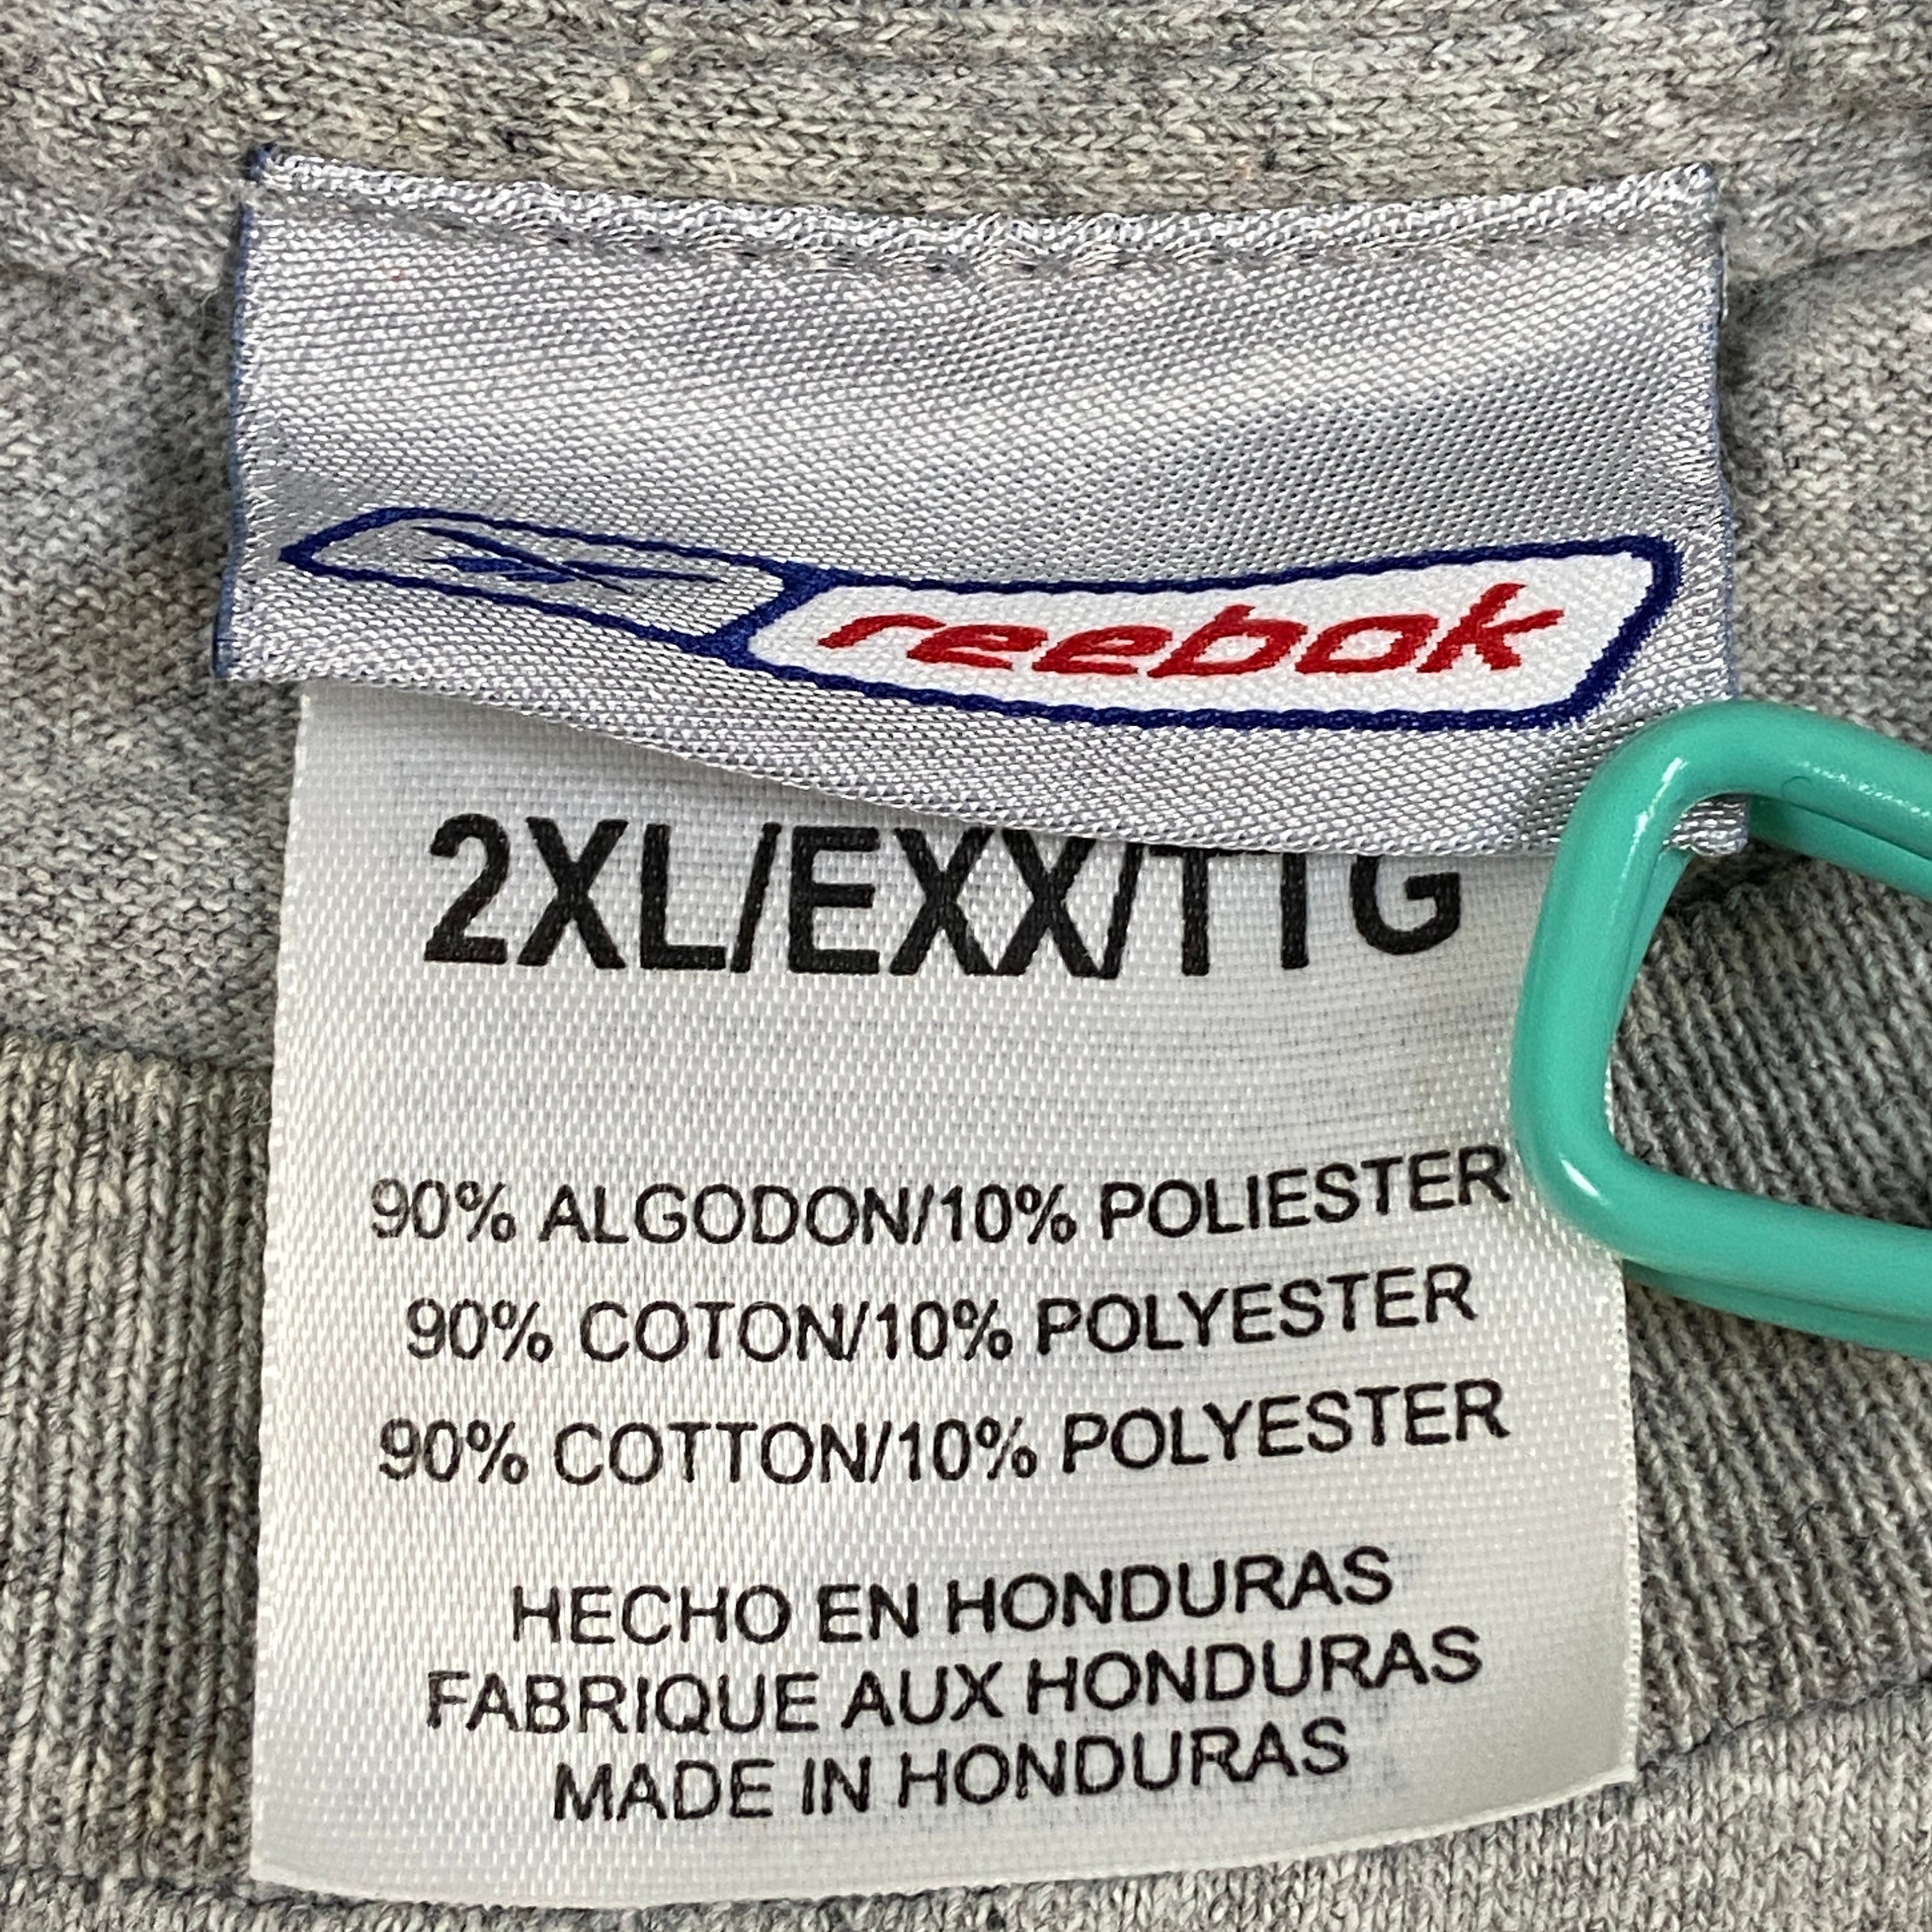 reebok
2XL/EXX/TTG
90% ALGODON/10% POLIESTER
90% COTON/10% POLYESTER
90% COTTON/10% POLYESTER
HECHO EN HONDURAS
FABRIQUE AUX HONDURAS
MADE IN HONDURAS